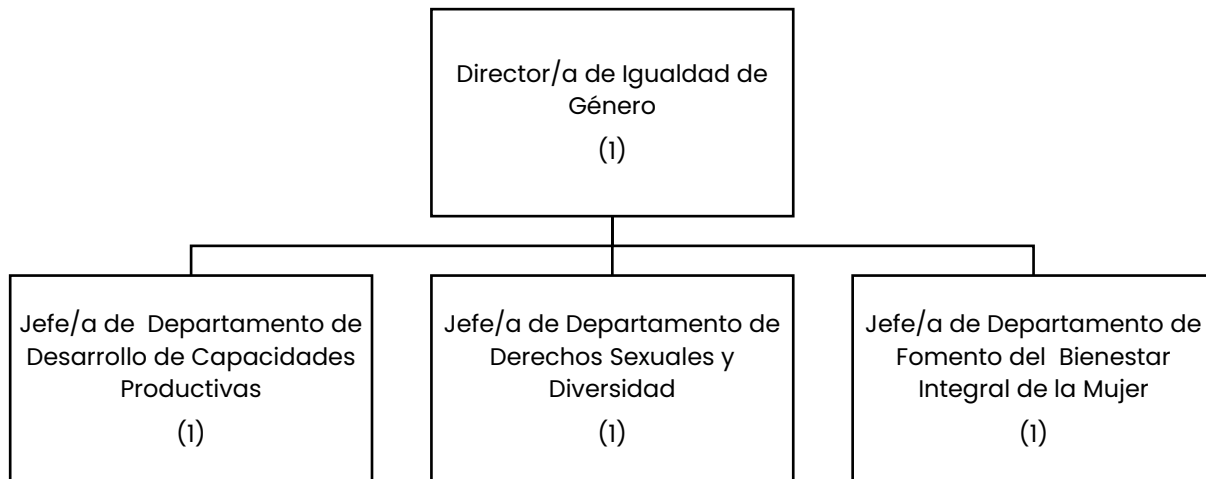 Director/a de Igualdad de
Género
(1)
Jefe/a de Departamento de
Desarrollo de Capacidades
Productivas
(1)
Jefe/a de Departamento de
Derechos Sexuales y
Diversidad
(1)
Jefe/a de Departamento de
Fomento del Bienestar
Integral de la Mujer
(1)